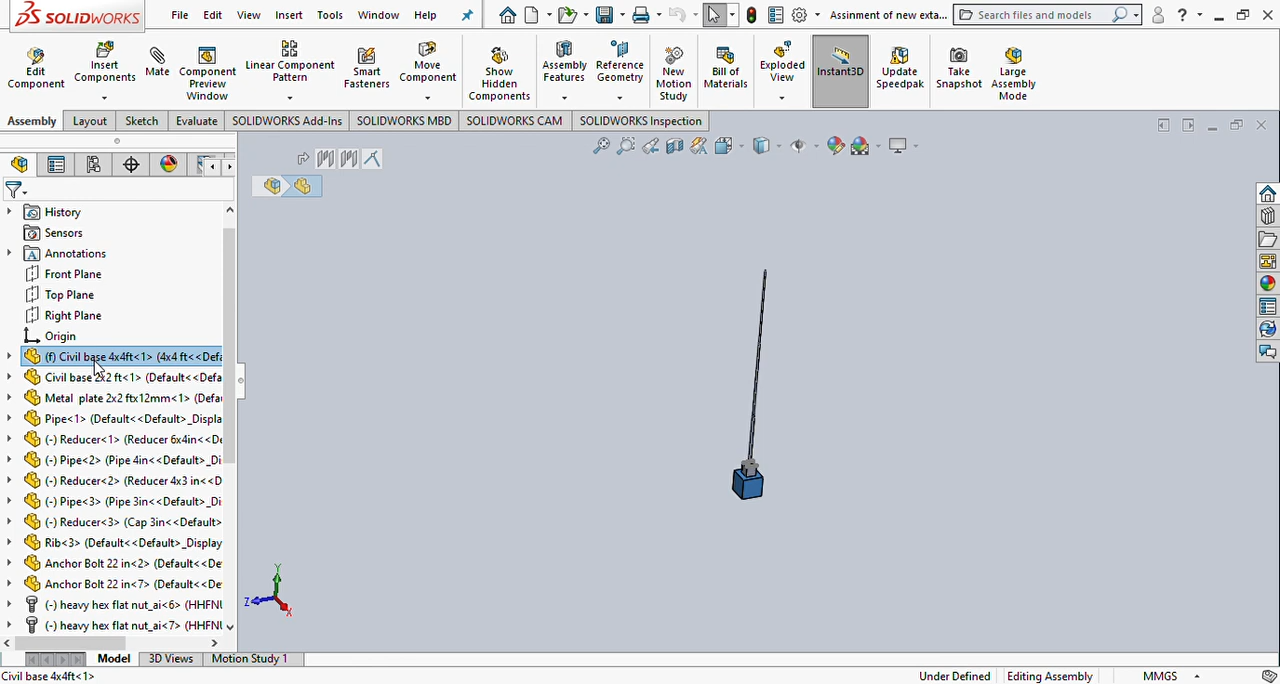 SOLIDWORKS File Edit View Insert Tools Window Help Assinment of new exta... Search files and models ?
Edit Component
Insert Components
Mate
Component Preview Window
Linear Component Pattern
Smart Fasteners
Move Component
Show Hidden Components
Assembly Features
Reference Geometry
New Motion Study
Bill of Materials
Exploded View
Instant3D
Update Speedpak
Take Snapshot
Large Assembly Mode
Assembly Layout Sketch Evaluate SOLIDWORKS Add-Ins SOLIDWORKS MBD SOLIDWORKS CAM SOLIDWORKS Inspection
History
Sensors
Annotations
Front Plane
Top Plane
Right Plane
Origin
(f) Civil base 4x4ft<1> (4x4 ft<<Defa
Civil base 2x2 ft<1> (Default<<Defa
Metal plate 2x2 ftx12mm<1> (Defau
Pipe<1> (Default<<Default>_Displa
(-) Reducer<1> (Reducer 6x4in<<De
(-) Pipe<2> (Pipe 4in<<Default>_Di
(-) Reducer<2> (Reducer 4x3 in<<D
(-) Pipe<3> (Pipe 3in<<Default>_Di
(-) Reducer<3> (Cap 3in<<Default>
Rib<3> (Default<<Default>_Display
Anchor Bolt 22 in<2> (Default<<De
Anchor Bolt 22 in<7> (Default<<De
(-) heavy hex flat nut_ai<6> (HHFNU
(-) heavy hex flat nut_ai<7> (HHFNU
Y
Z
X
Model 3D Views Motion Study 1
Civil base 4x4ft<1> Under Defined Editing Assembly MMGS